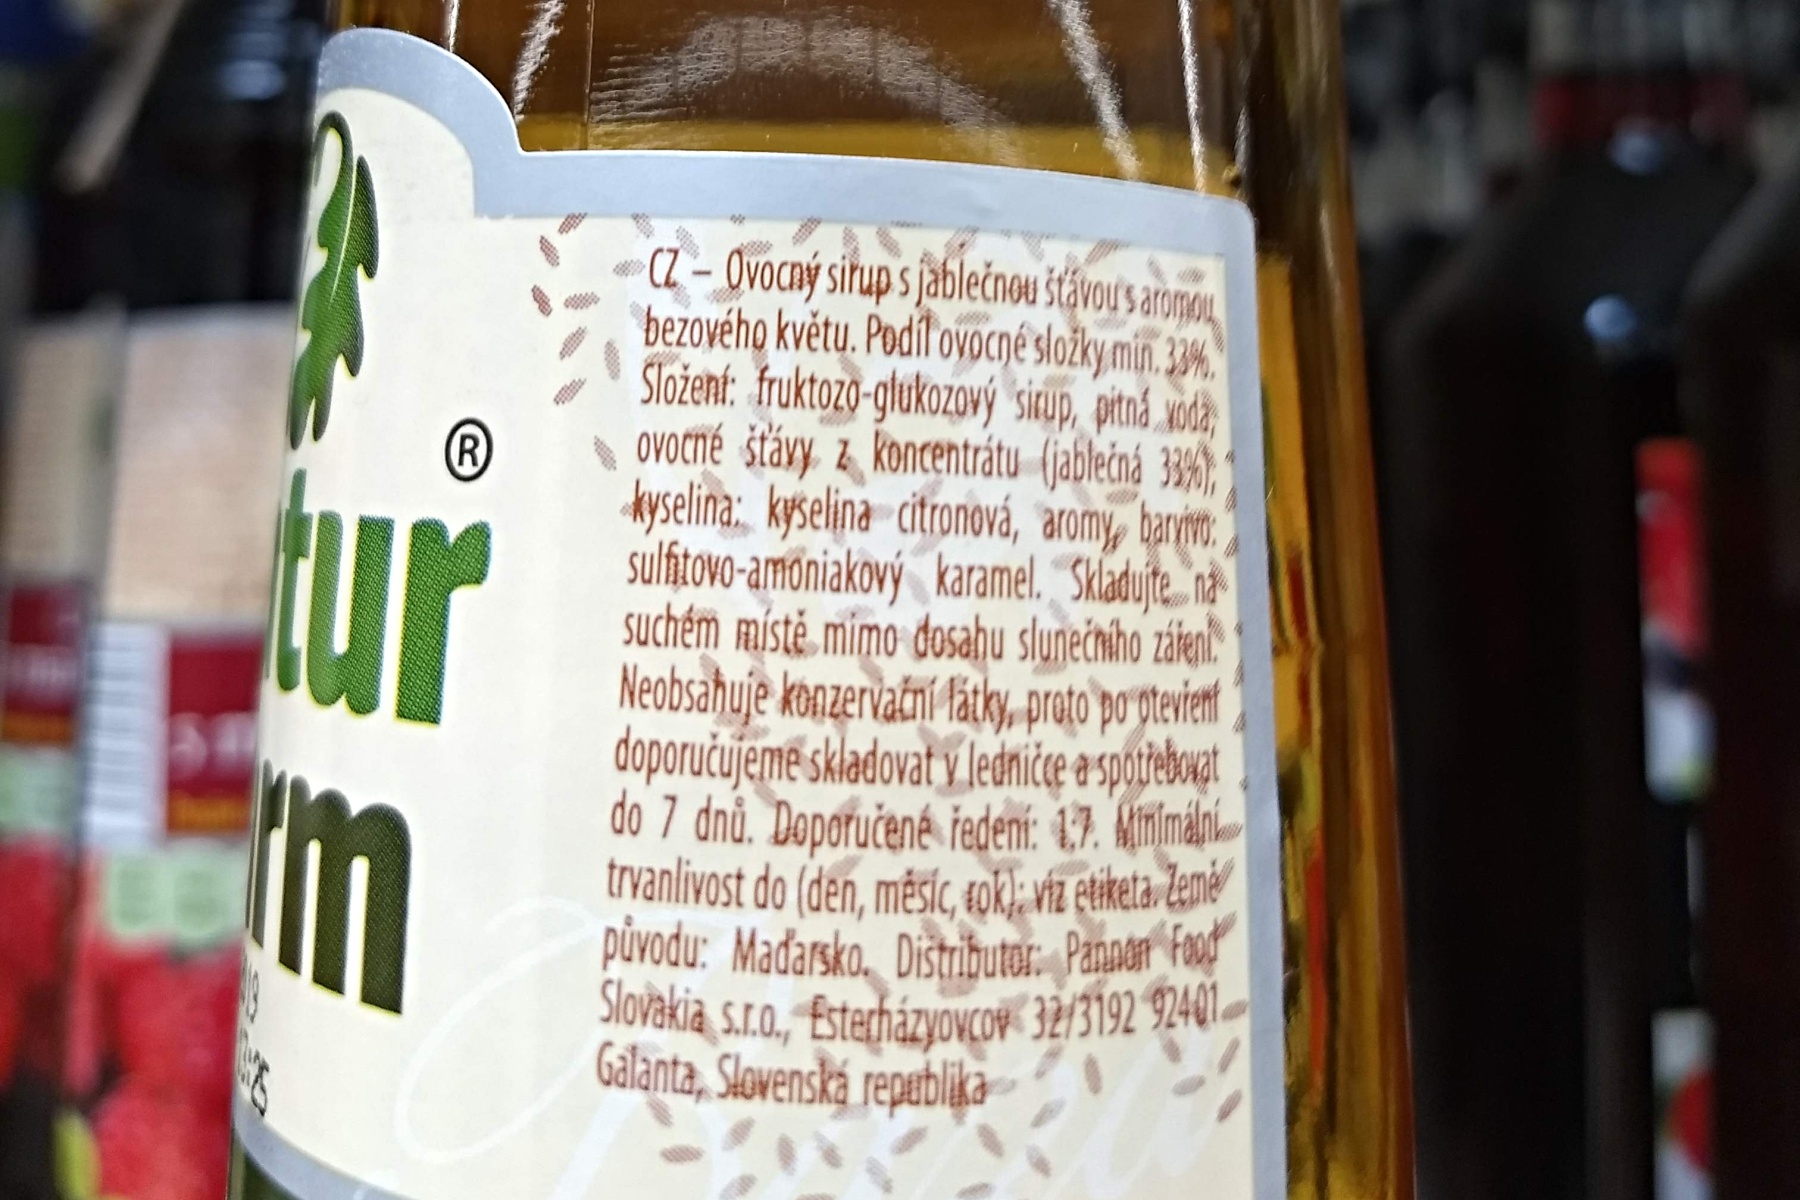 ®
tur
rm
CZ – Ovocný sirup s jablečnou šťávou s aromou
bezového květu. Podíl ovocné složky min. 33%.
Složení: fruktozo-glukozový sirup, pitná voda,
ovocné šťávy z koncentrátu (jablečná 33%),
kyselina: kyselina citronová, aromy, barvivo:
sulfitovo-amoniakový karamel. Skladujte na
suchém místě mimo dosahu slunečního záření.
Neobsahuje konzervační látky, proto po otevření
doporučujeme skladovat v ledničce a spotřebovat
do 7 dnů. Doporučené ředění: 1:7. Minimální
trvanlivost do (den, měsíc, rok): viz etiketa. Země
původu: Maďarsko. Distributor: Pannon Food
Slovakia s.r.o., Esterházyovcov 32/3192 92401
Galanta, Slovenská republika